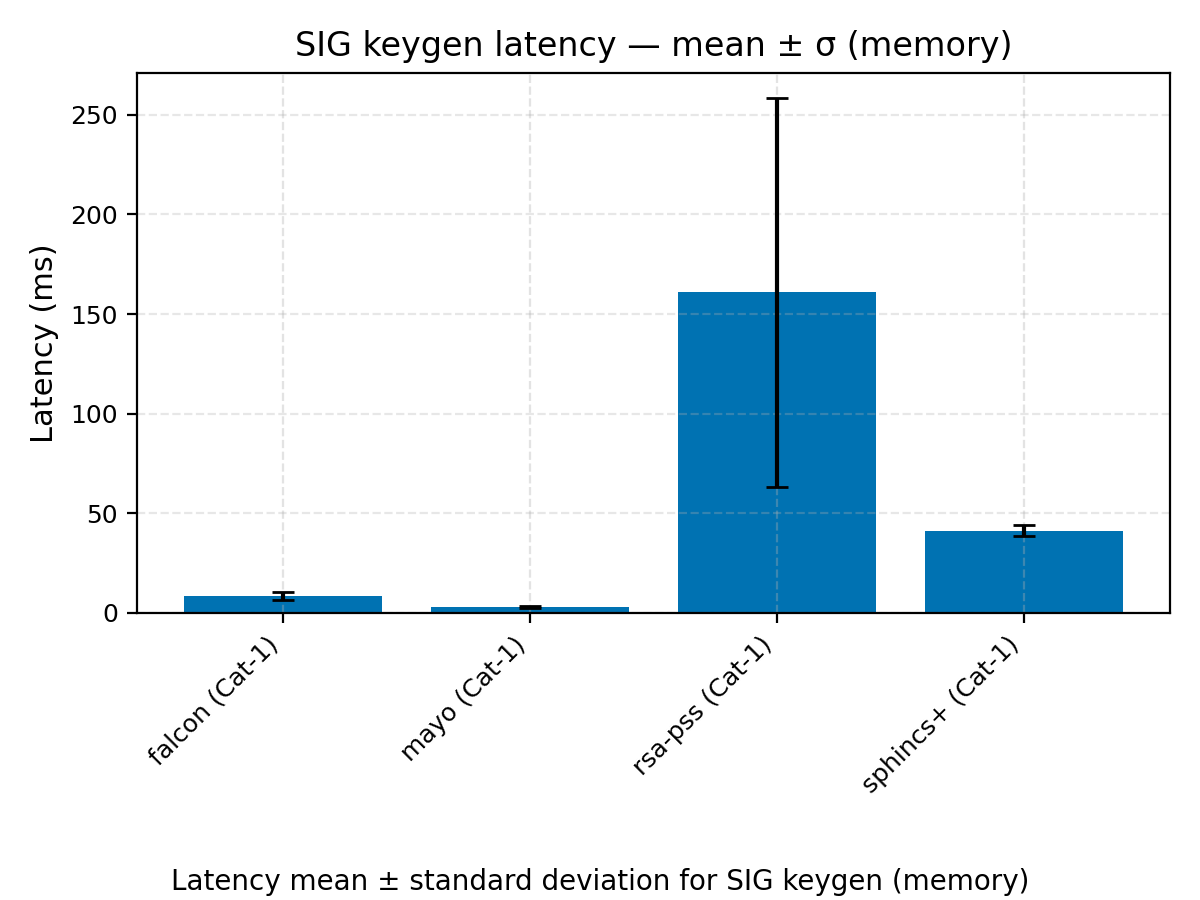 SIG keygen latency — mean ± σ (memory)
Latency (ms)
250
200
150
100
50
0
falcon (Cat-1)
mayo (Cat-1)
rsa-pss (Cat-1)
sphincs+ (Cat-1)
Latency mean ± standard deviation for SIG keygen (memory)